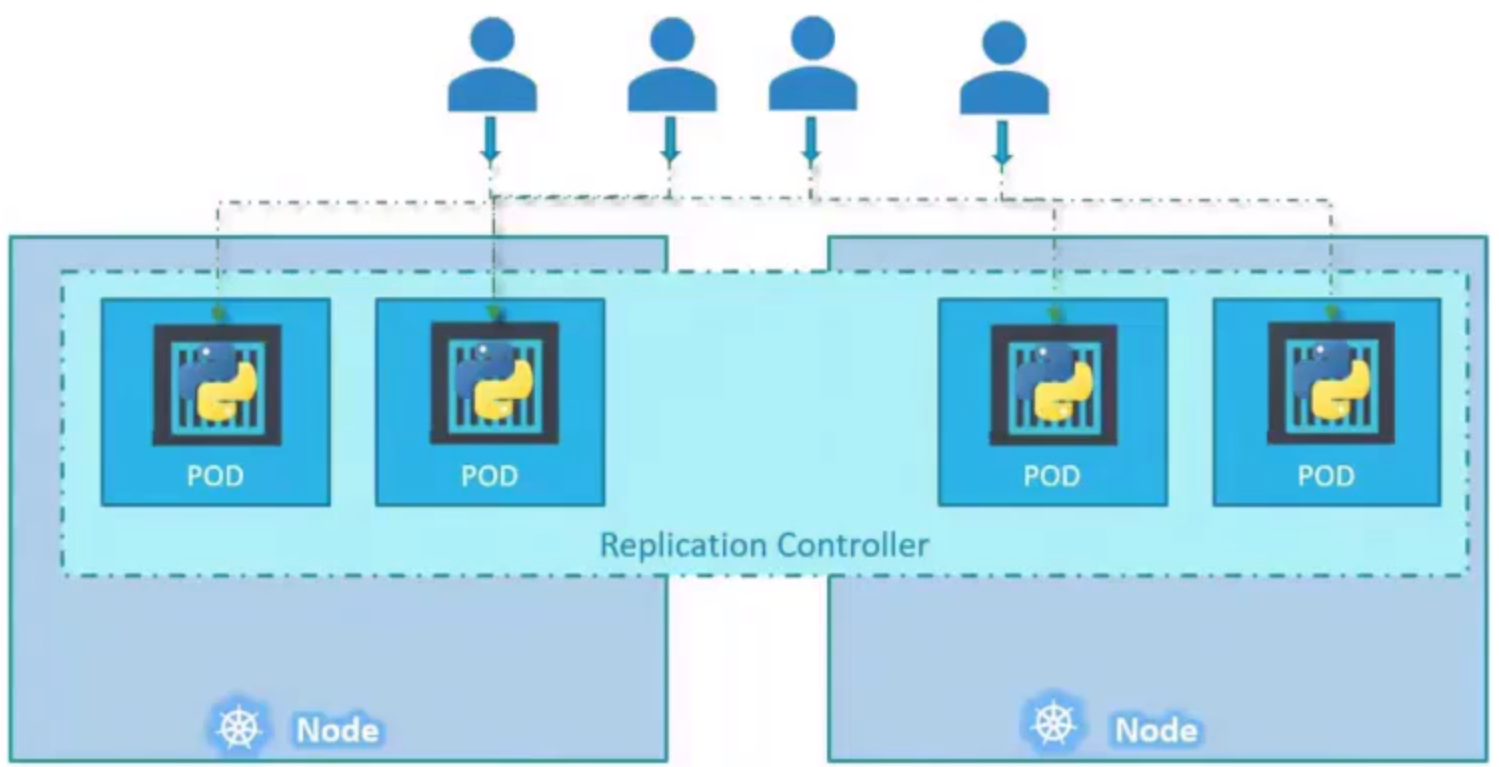 POD
POD
POD
POD
Replication Controller
Node
Node